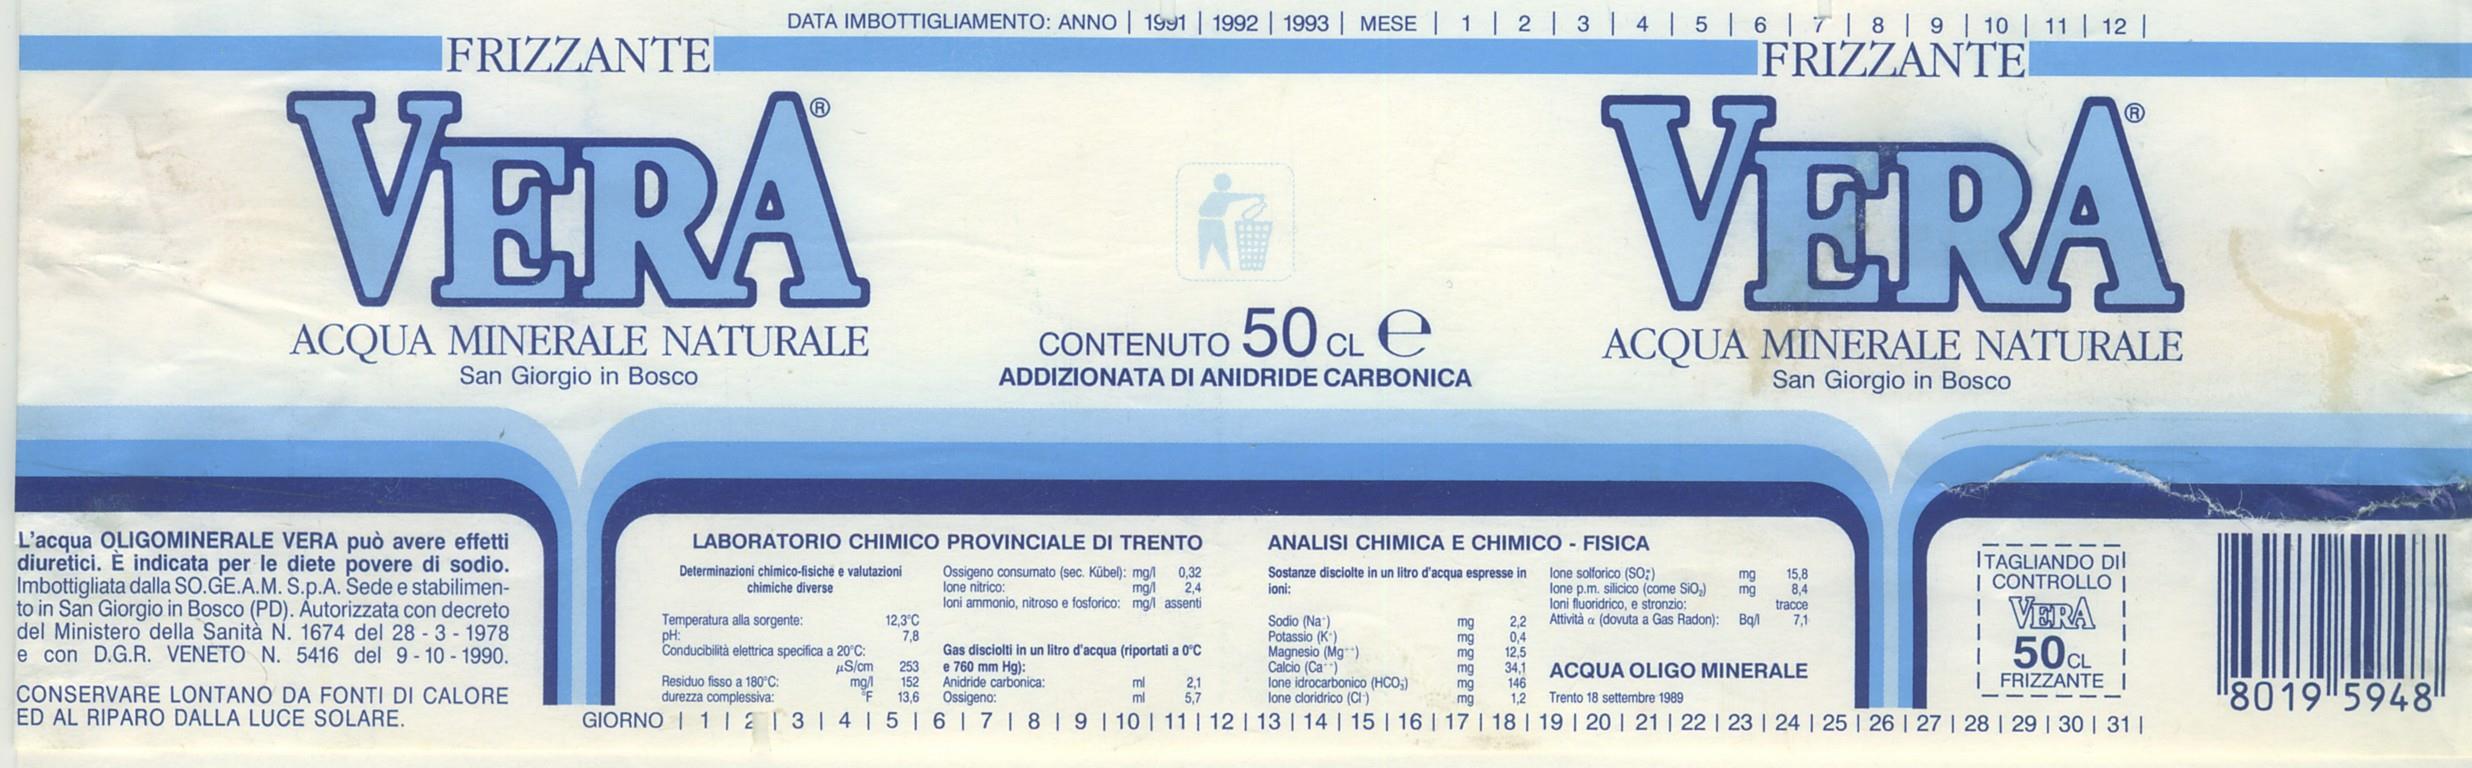 DATA IMBOTTIGLIAMENTO: ANNO | 1991 | 1992 | 1993 | MESE | 1 | 2 | 3 | 4 | 5 | 6 | 7 | 8 | 9 | 10 | 11 | 12 |
FRIZZANTE
VERA®
ACQUA MINERALE NATURALE
San Giorgio in Bosco
CONTENUTO 50 CL ℮
ADDIZIONATA DI ANIDRIDE CARBONICA
FRIZZANTE
VERA®
ACQUA MINERALE NATURALE
San Giorgio in Bosco
L'acqua OLIGOMINERALE VERA può avere effetti
diuretici. È indicata per le diete povere di sodio.
Imbottigliata dalla SO.GE.A.M. S.p.A. Sede e stabilimen-
to in San Giorgio in Bosco (PD). Autorizzata con decreto
del Ministero della Sanità N. 1674 del 28 - 3 - 1978
e con D.G.R. VENETO N. 5416 del 9 - 10 - 1990.
CONSERVARE LONTANO DA FONTI DI CALORE
ED AL RIPARO DALLA LUCE SOLARE.
LABORATORIO CHIMICO PROVINCIALE DI TRENTO
Determinazioni chimico-fisiche e valutazioni
chimiche diverse
Temperatura alla sorgente: 12,3°C
pH: 7,8
Conducibilità elettrica specifica a 20°C:
µS/cm 253
Residuo fisso a 180°C: mg/l 152
durezza complessiva: °F 13,6
Ossigeno consumato (sec. Kübel): mg/l 0,32
Ione nitrico: mg/l 2,4
Ioni ammonio, nitroso e fosforico: mg/l assenti
Gas disciolti in un litro d'acqua (riportati a 0°C
e 760 mm Hg):
Anidride carbonica: ml 2,1
Ossigeno: ml 5,7
ANALISI CHIMICA E CHIMICO - FISICA
Sostanze disciolte in un litro d'acqua espresse in
ioni:
Sodio (Na⁺) mg 2,2
Potassio (K⁺) mg 0,4
Magnesio (Mg⁺⁺) mg 12,5
Calcio (Ca⁺⁺) mg 34,1
Ione idrocarbonico (HCO₃⁻) mg 146
Ione cloridrico (Cl⁻) mg 1,2
Ione solforico (SO₄⁼) mg 15,8
Ione p.m. silicico (come SiO₂) mg 8,4
Ioni fluoridrico, e stronzio: tracce
Attività α (dovuta a Gas Radon): Bq/l 7,1
ACQUA OLIGO MINERALE
Trento 18 settembre 1989
GIORNO | 1 | 2 | 3 | 4 | 5 | 6 | 7 | 8 | 9 | 10 | 11 | 12 | 13 | 14 | 15 | 16 | 17 | 18 | 19 | 20 | 21 | 22 | 23 | 24 | 25 | 26 | 27 | 28 | 29 | 30 | 31 |
TAGLIANDO DI
CONTROLLO
VERA
50 CL
FRIZZANTE
8019 5948